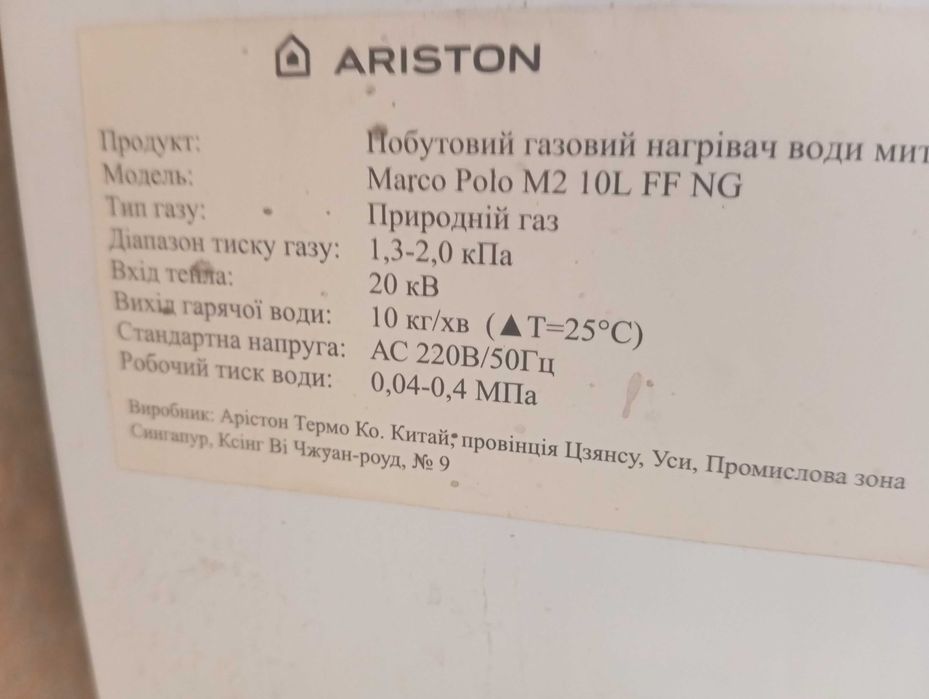 ARISTON
Продукт: Побутовий газовий нагрівач води
Модель: Marco Polo M2 10L FF NG
Тип газу: Природній газ
Діапазон тиску газу: 1,3-2,0 кПа
Вхід тепла: 20 кВ
Вихід гарячої води: 10 кг/хв (▲T=25°C)
Стандартна напруга: AC 220В/50Гц
Робочий тиск води: 0,04-0,4 МПа
Виробник: Арістон Термо Ко. Китай, провінція Цзянсу, Уси, Промислова зона
Сингапур, Ксінг Ві Чжуан-роуд, № 9